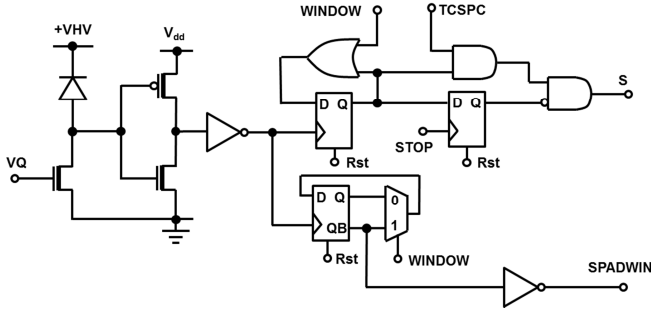 WINDOW
TCSPC
+VHV
Vdd
S
D Q
D Q
VQ
STOP
Rst
Rst
D Q
0
QB
1
Rst
WINDOW
SPADWIN